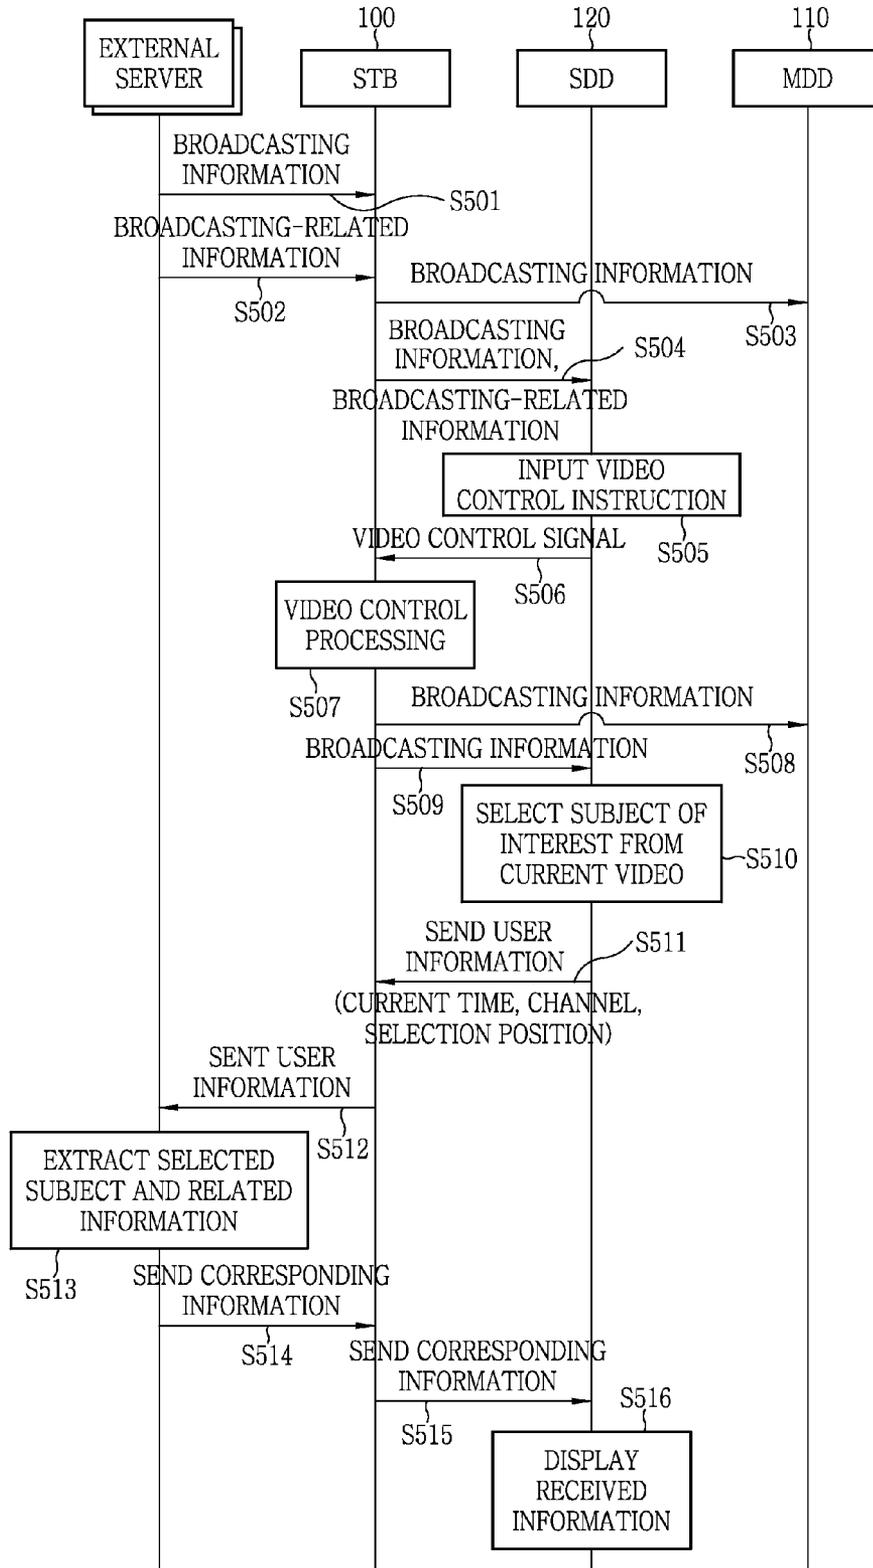 100
120
110
EXTERNAL
SERVER
STB
SDD
MDD
BROADCASTING
INFORMATION
S501
BROADCASTING-RELATED
INFORMATION
S502
BROADCASTING INFORMATION
S503
BROADCASTING
INFORMATION,
S504
BROADCASTING-RELATED
INFORMATION
INPUT VIDEO
CONTROL INSTRUCTION
S505
VIDEO CONTROL SIGNAL
S506
VIDEO CONTROL
PROCESSING
S507
BROADCASTING INFORMATION
S508
BROADCASTING INFORMATION
S509
SELECT SUBJECT OF
INTEREST FROM
CURRENT VIDEO
S510
SEND USER
INFORMATION
S511
(CURRENT TIME, CHANNEL,
SELECTION POSITION)
SENT USER
INFORMATION
S512
EXTRACT SELECTED
SUBJECT AND RELATED
INFORMATION
S513
SEND CORRESPONDING
INFORMATION
S514
SEND CORRESPONDING
INFORMATION
S515
S516
DISPLAY
RECEIVED
INFORMATION